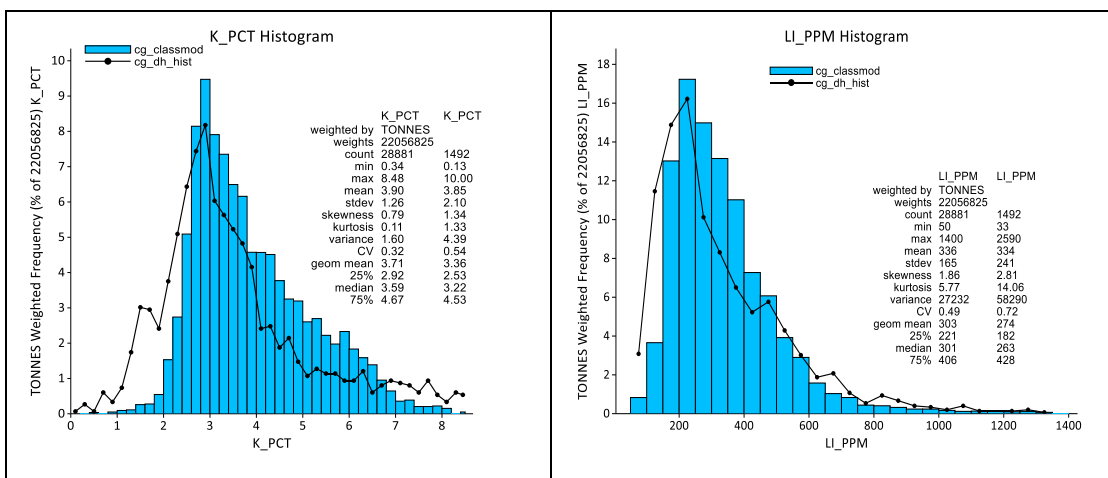 K_PCT Histogram
cg_classmod
cg_dh_hist
TONNES Weighted Frequency (% of 22056825) K_PCT
10
9
8
7
6
5
4
3
2
1
0
K_PCT K_PCT
weighted by TONNES
weights 22056825
count 28881 1492
min 0.34 0.13
max 8.48 10.00
mean 3.90 3.85
stdev 1.26 2.10
skewness 0.79 1.34
kurtosis 0.11 1.33
variance 1.60 4.39
CV 0.32 0.54
geom mean 3.71 3.36
25% 2.92 2.53
median 3.59 3.22
75% 4.67 4.53
0 1 2 3 4 5 6 7 8
K_PCT
LI_PPM Histogram
cg_classmod
cg_dh_hist
TONNES Weighted Frequency (% of 22056825) LI_PPM
18
16
14
12
10
8
6
4
2
0
LI_PPM LI_PPM
weighted by TONNES
weights 22056825
count 28881 1492
min 50 33
max 1400 2590
mean 336 334
stdev 165 241
skewness 1.86 2.81
kurtosis 5.77 14.06
variance 27232 58290
CV 0.49 0.72
geom mean 303 274
25% 221 182
median 301 263
75% 406 428
200 400 600 800 1000 1200 1400
LI_PPM